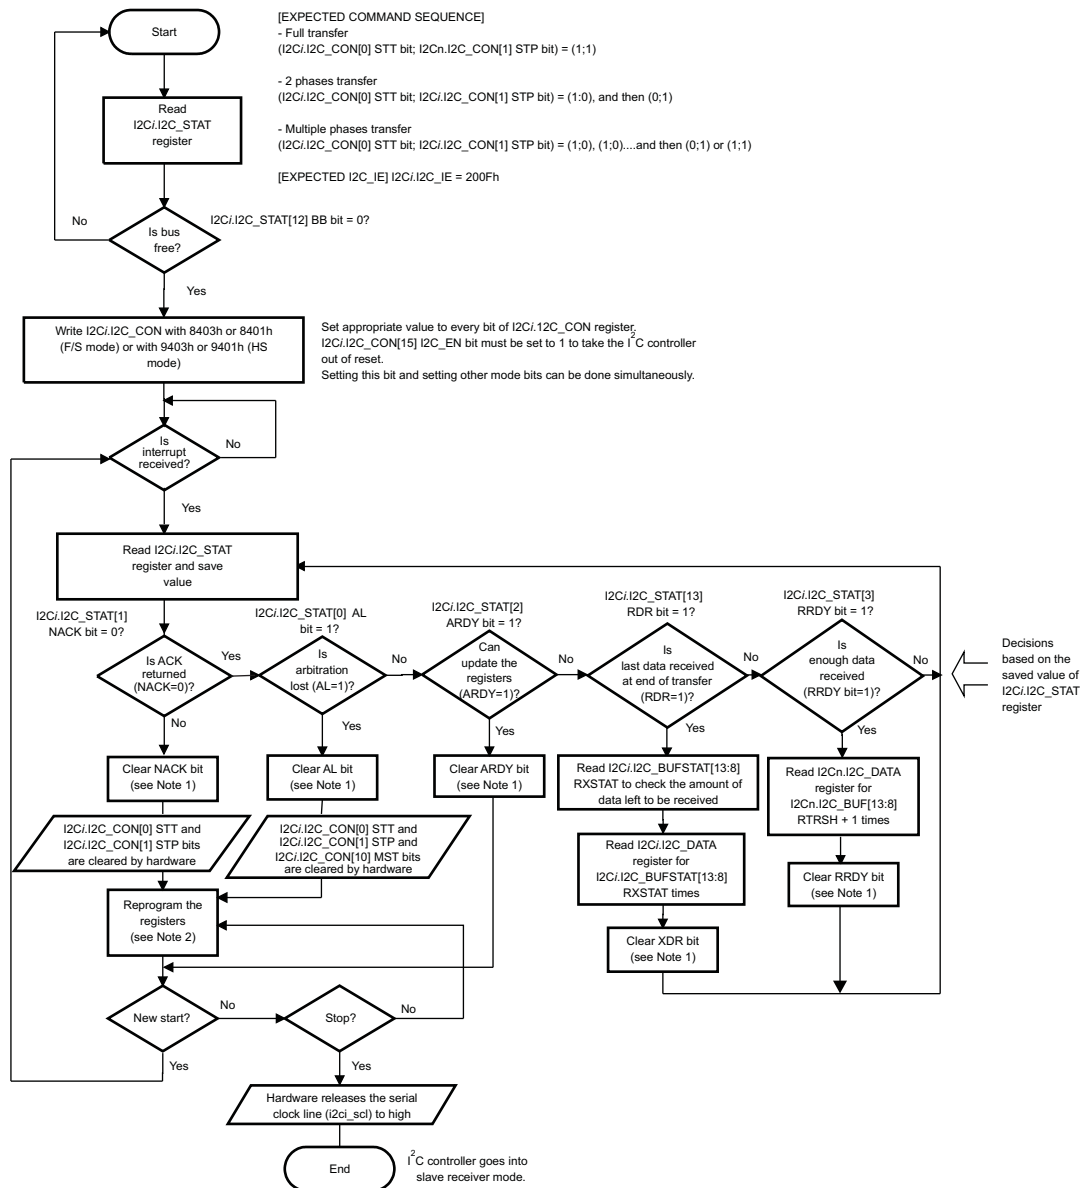 Start
[EXPECTED COMMAND SEQUENCE]
- Full transfer
(I2Ci.I2C_CON[0] STT bit; I2Cn.I2C_CON[1] STP bit) = (1;1)
- 2 phases transfer
(I2Ci.I2C_CON[0] STT bit; I2Ci.I2C_CON[1] STP bit) = (1:0), and then (0;1)
- Multiple phases transfer
(I2Ci.I2C_CON[0] STT bit; I2Ci.I2C_CON[1] STP bit) = (1;0), (1;0)....and then (0;1) or (1;1)
[EXPECTED I2C_IE] I2Ci.I2C_IE = 200Fh
Read
I2Ci.I2C_STAT
register
No
I2Ci.I2C_STAT[12] BB bit = 0?
Is bus
free?
Yes
Write I2Ci.I2C_CON with 8403h or 8401h
(F/S mode) or with 9403h or 9401h (HS
mode)
Set appropriate value to every bit of I2Ci.12C_CON register.
I2Ci.I2C_CON[15] I2C_EN bit must be set to 1 to take the I2C controller
out of reset.
Setting this bit and setting other mode bits can be done simultaneously.
Is
interrupt
received?
No
Yes
Read I2Ci.I2C_STAT
register and save
value
I2Ci.I2C_STAT[1]
NACK bit = 0?
I2Ci.I2C_STAT[0] AL
bit = 1?
I2Ci.I2C_STAT[2]
ARDY bit = 1?
I2Ci.I2C_STAT[13]
RDR bit = 1?
I2Ci.I2C_STAT[3]
RRDY bit = 1?
Is ACK
returned
(NACK=0)?
Yes
No
Is
arbitration
lost (AL=1)?
No
Yes
Can
update the
registers
(ARDY=1)?
No
Yes
Is
last data received
at end of transfer
(RDR=1)?
No
Yes
Is
enough data
received
(RRDY bit=1)?
No
Yes
Decisions
based on the
saved value of
I2Ci.I2C_STAT
register
Clear NACK bit
(see Note 1)
Clear AL bit
(see Note 1)
Clear ARDY bit
(see Note 1)
Read I2Ci.I2C_BUFSTAT[13:8]
RXSTAT to check the amount of
data left to be received
Read I2Cn.I2C_DATA
register for
I2Cn.I2C_BUF[13:8]
RTRSH + 1 times
I2Ci.I2C_CON[0] STT and
I2Ci.I2C_CON[1] STP bits
are cleared by hardware
I2Ci.I2C_CON[0] STT and
I2Ci.I2C_CON[1] STP and
I2Ci.I2C_CON[10] MST bits
are cleared by hardware
Read I2Ci.I2C_DATA
register for
I2Ci.I2C_BUFSTAT[13:8]
RXSTAT times
Clear RRDY bit
(see Note 1)
Reprogram the
registers
(see Note 2)
Clear XDR bit
(see Note 1)
New start?
No
Yes
Stop?
No
Yes
Hardware releases the serial
clock line (i2ci_scl) to high
End
I2C controller goes into
slave receiver mode.